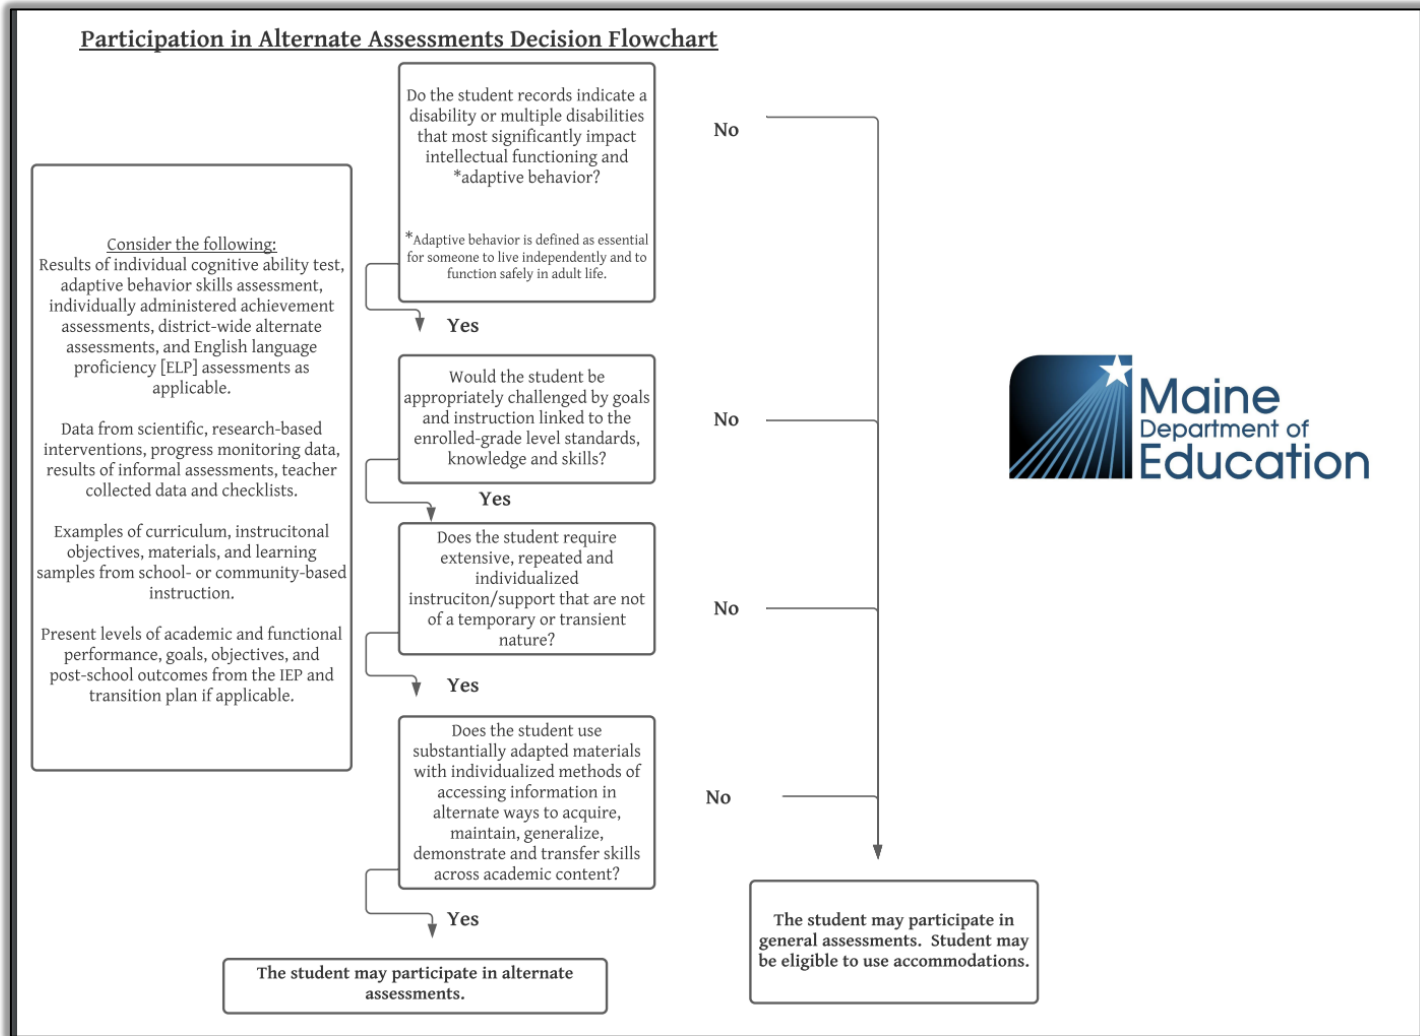 Participation in Alternate Assessments Decision Flowchart
Do the student records indicate a
disability or multiple disabilities
that most significantly impact
intellectual functioning and
*adaptive behavior?
*Adaptive behavior is defined as essential
for someone to live independently and to
function safely in adult life.
No
Yes
Consider the following:
Results of individual cognitive ability test,
adaptive behavior skills assessment,
individually administered achievement
assessments, district-wide alternate
assessments, and English language
proficiency [ELP] assessments as
applicable.
Data from scientific, research-based
interventions, progress monitoring data,
results of informal assessments, teacher
collected data and checklists.
Examples of curriculum, instrucitonal
objectives, materials, and learning
samples from school- or community-based
instruction.
Present levels of academic and functional
performance, goals, objectives, and
post-school outcomes from the IEP and
transition plan if applicable.
Would the student be
appropriately challenged by goals
and instruction linked to the
enrolled-grade level standards,
knowledge and skills?
No
Yes
Does the student require
extensive, repeated and
individualized
instruciton/support that are not
of a temporary or transient
nature?
No
Yes
Does the student use
substantially adapted materials
with individualized methods of
accessing information in
alternate ways to acquire,
maintain, generalize,
demonstrate and transfer skills
across academic content?
No
Yes
The student may participate in alternate
assessments.
The student may participate in
general assessments. Student may
be eligible to use accommodations.
Maine
Department of
Education